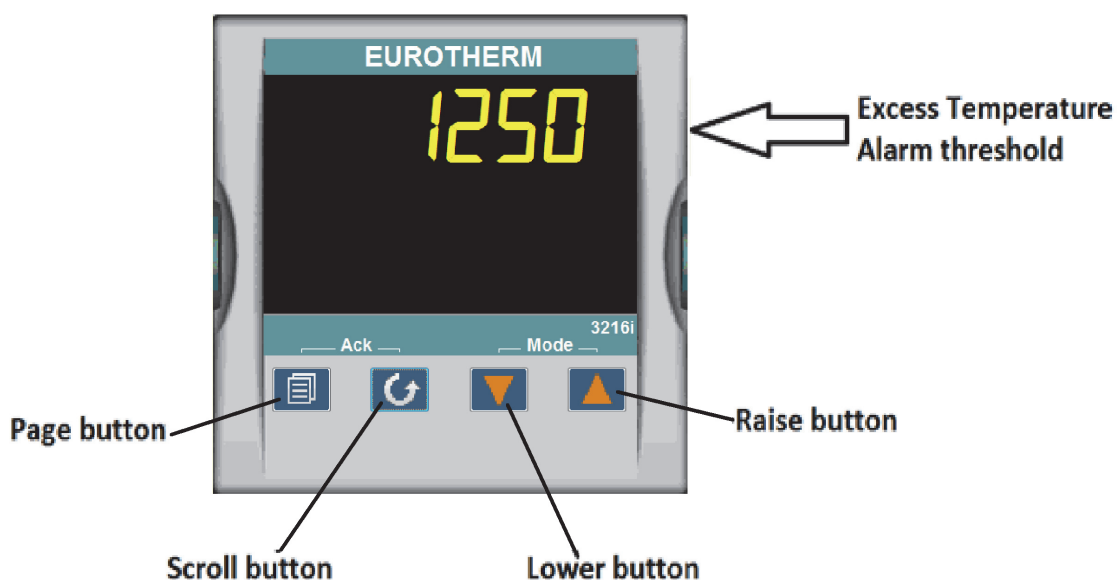 EUROTHERM
1250
Excess Temperature
Alarm threshold
3216i
Ack
Mode
Page button
Raise button
Scroll button
Lower button